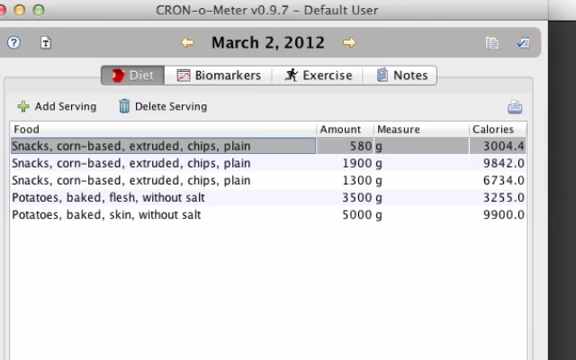 CRON-o-Meter v0.9.7 - Default User
March 2, 2012
Diet Biomarkers Exercise Notes
Add Serving Delete Serving
Food Amount Measure Calories
Snacks, corn-based, extruded, chips, plain 580 g 3004.4
Snacks, corn-based, extruded, chips, plain 1900 g 9842.0
Snacks, corn-based, extruded, chips, plain 1300 g 6734.0
Potatoes, baked, flesh, without salt 3500 g 3255.0
Potatoes, baked, skin, without salt 5000 g 9900.0